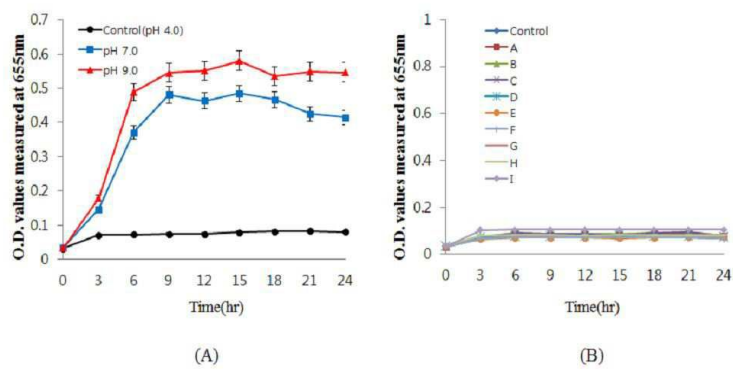 0.7
0.6
0.5
0.4
0.3
0.2
0.1
0
O.D. values measured at 655nm
Control(pH 4.0)
pH 7.0
pH 9.0
0 3 6 9 12 15 18 21 24
Time(hr)
(A)
1
0.8
0.6
0.4
0.2
0
O.D. values measured at 655nm
Control
A
B
C
D
E
F
G
H
I
0 3 6 9 12 15 18 21 24
Time(hr)
(B)